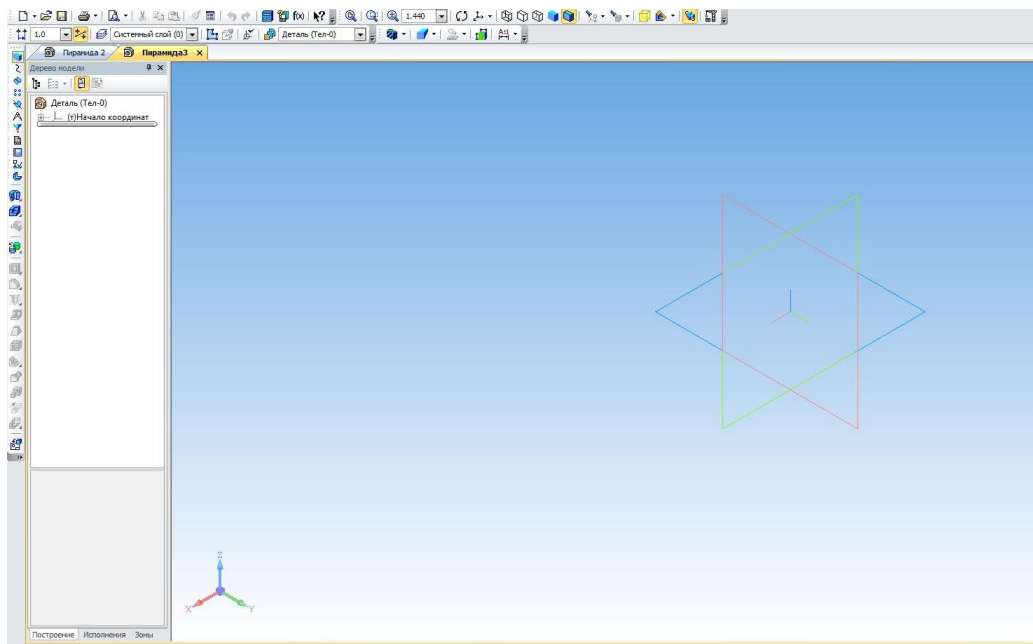 f(x)
1.440
1.0
Системный слой (0)
Деталь (Тел-0)
Пирамида 2
Пирамида3
Дерево модели
Деталь (Тел-0)
(т)Начало координат
Z
X
Y
Построение
Исполнения
Зоны